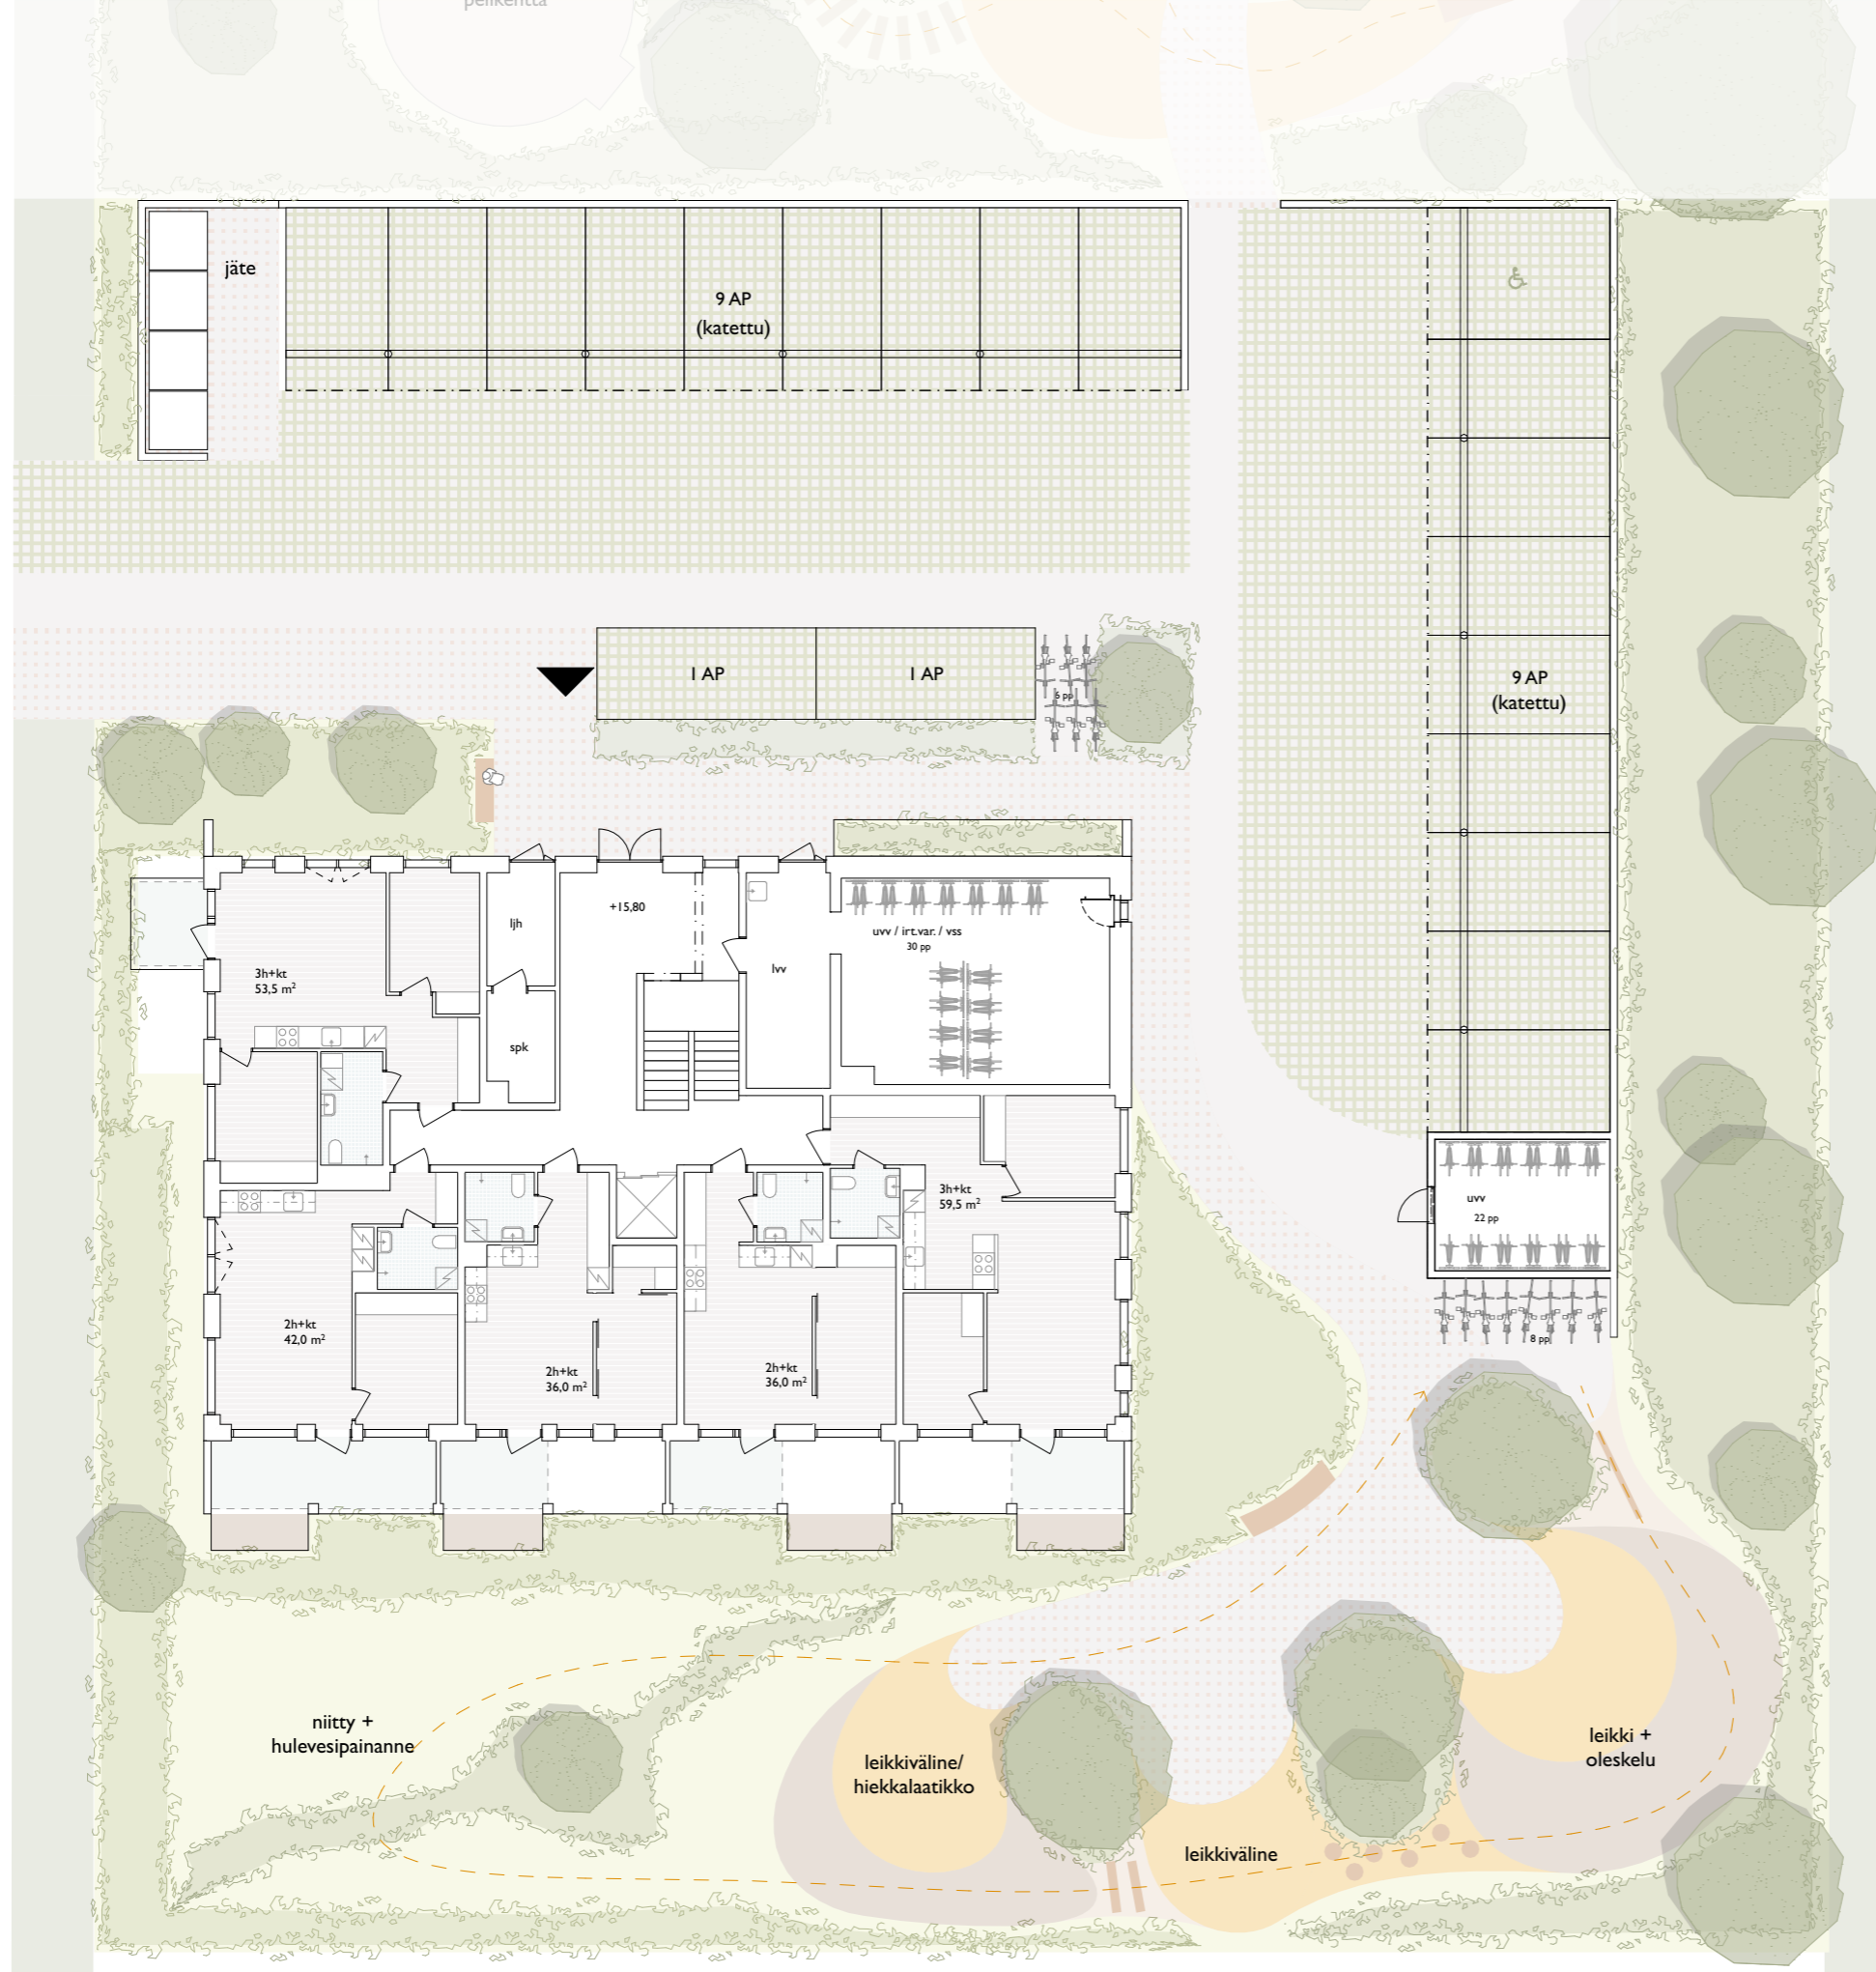 pelikenttä
jäte
9 AP
(katettu)
1 AP
1 AP
6 pp
9 AP
(katettu)
+15,80
ljh
uvv / irt.var. / vss
30 pp
lvv
3h+kt
53,5 m²
spk
3h+kt
59,5 m²
uvv
22 pp
2h+kt
42,0 m²
2h+kt
36,0 m²
2h+kt
36,0 m²
8 pp
niitty +
hulevesipainanne
leikkiväline/
hiekkalaatikko
leikki +
oleskelu
leikkiväline